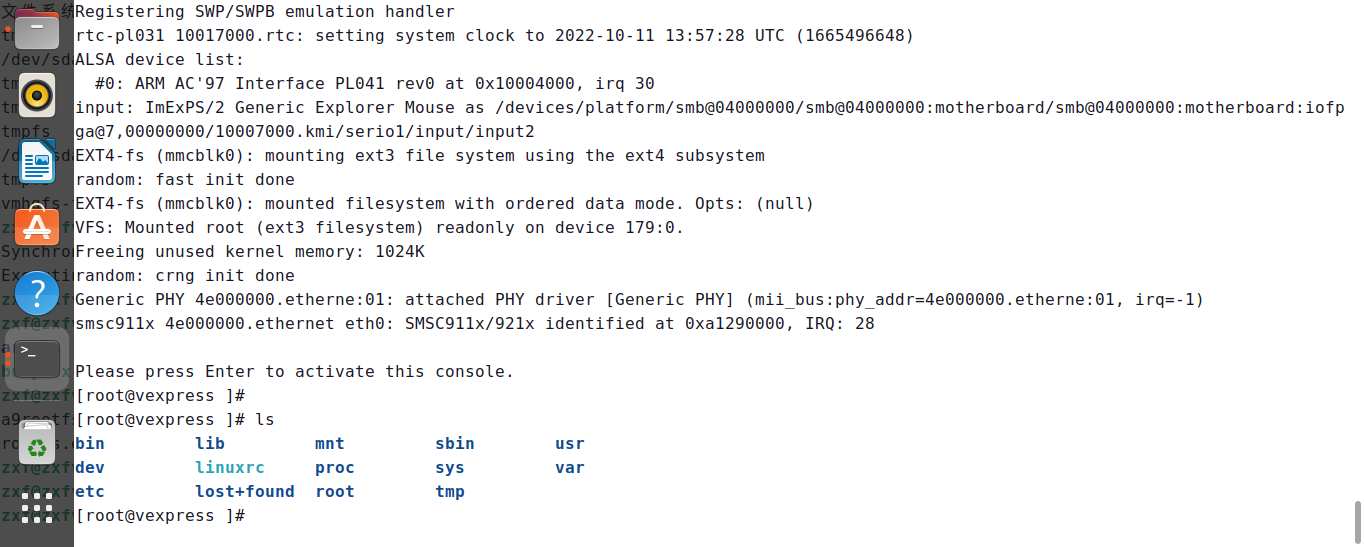 Registering SWP/SWPB emulation handler
rtc-pl031 10017000.rtc: setting system clock to 2022-10-11 13:57:28 UTC (1665496648)
ALSA device list:
  #0: ARM AC'97 Interface PL041 rev0 at 0x10004000, irq 30
input: ImExPS/2 Generic Explorer Mouse as /devices/platform/smb@04000000/smb@04000000:motherboard/smb@04000000:motherboard:iofp
ga@7,00000000/10007000.kmi/serio1/input/input2
EXT4-fs (mmcblk0): mounting ext3 file system using the ext4 subsystem
random: fast init done
EXT4-fs (mmcblk0): mounted filesystem with ordered data mode. Opts: (null)
VFS: Mounted root (ext3 filesystem) readonly on device 179:0.
Freeing unused kernel memory: 1024K
random: crng init done
Generic PHY 4e000000.etherne:01: attached PHY driver [Generic PHY] (mii_bus:phy_addr=4e000000.etherne:01, irq=-1)
smsc911x 4e000000.ethernet eth0: SMSC911x/921x identified at 0xa1290000, IRQ: 28
Please press Enter to activate this console.
[root@vexpress ]#
[root@vexpress ]# ls
bin         lib         mnt         sbin        usr
dev         linuxrc     proc        sys         var
etc         lost+found  root        tmp
[root@vexpress ]#